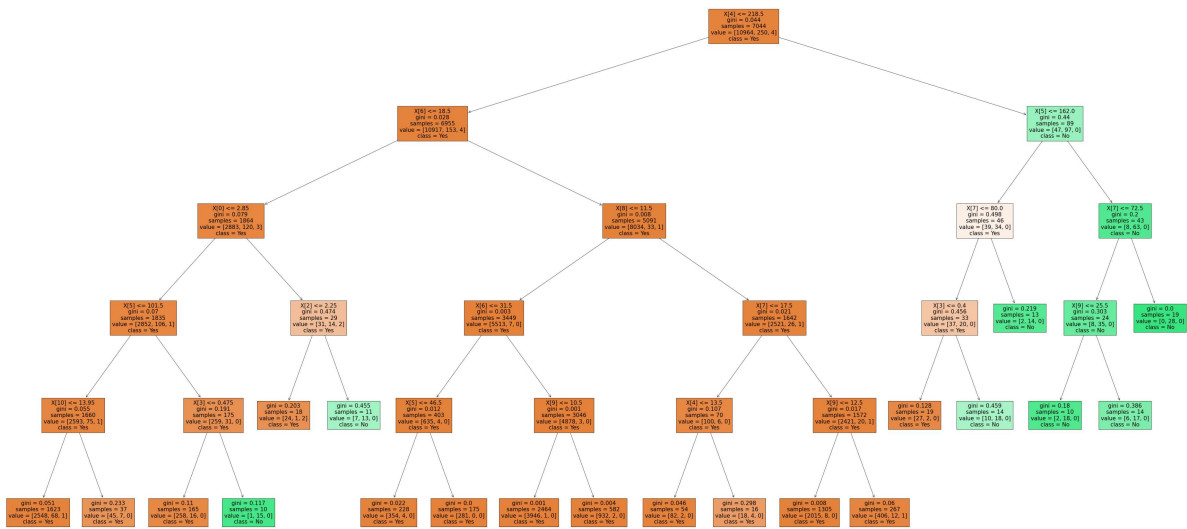 X[4] <= 218.5
gini = 0.044
samples = 7044
value = [10964, 250, 4]
class = Yes
X[6] <= 18.5
gini = 0.028
samples = 6955
value = [10917, 153, 4]
class = Yes
X[5] <= 162.0
gini = 0.44
samples = 89
value = [47, 97, 0]
class = No
X[0] <= 2.85
gini = 0.079
samples = 1864
value = [2883, 120, 3]
class = Yes
X[8] <= 11.5
gini = 0.008
samples = 5091
value = [8034, 33, 1]
class = Yes
X[7] <= 80.0
gini = 0.498
samples = 46
value = [39, 34, 0]
class = Yes
X[7] <= 72.5
gini = 0.2
samples = 43
value = [8, 63, 0]
class = No
X[5] <= 101.5
gini = 0.07
samples = 1835
value = [2852, 106, 1]
class = Yes
X[2] <= 2.25
gini = 0.474
samples = 29
value = [31, 14, 2]
class = Yes
X[6] <= 31.5
gini = 0.003
samples = 3449
value = [5513, 7, 0]
class = Yes
X[7] <= 17.5
gini = 0.021
samples = 1642
value = [2521, 26, 1]
class = Yes
X[3] <= 0.4
gini = 0.456
samples = 33
value = [37, 20, 0]
class = Yes
gini = 0.219
samples = 13
value = [2, 14, 0]
class = No
X[9] <= 25.5
gini = 0.303
samples = 24
value = [8, 35, 0]
class = No
gini = 0.0
samples = 19
value = [0, 28, 0]
class = No
X[10] <= 13.95
gini = 0.055
samples = 1660
value = [2593, 75, 1]
class = Yes
X[3] <= 0.475
gini = 0.191
samples = 175
value = [259, 31, 0]
class = Yes
gini = 0.203
samples = 18
value = [24, 1, 2]
class = Yes
gini = 0.455
samples = 11
value = [7, 13, 0]
class = No
X[5] <= 46.5
gini = 0.012
samples = 403
value = [635, 4, 0]
class = Yes
X[9] <= 10.5
gini = 0.001
samples = 3046
value = [4878, 3, 0]
class = Yes
X[4] <= 13.5
gini = 0.107
samples = 70
value = [100, 6, 0]
class = Yes
X[9] <= 12.5
gini = 0.017
samples = 1572
value = [2421, 20, 1]
class = Yes
gini = 0.128
samples = 19
value = [27, 2, 0]
class = Yes
gini = 0.459
samples = 14
value = [10, 18, 0]
class = No
gini = 0.18
samples = 10
value = [2, 18, 0]
class = No
gini = 0.386
samples = 14
value = [6, 17, 0]
class = No
gini = 0.051
samples = 1623
value = [2548, 68, 1]
class = Yes
gini = 0.233
samples = 37
value = [45, 7, 0]
class = Yes
gini = 0.11
samples = 165
value = [258, 16, 0]
class = Yes
gini = 0.117
samples = 10
value = [1, 15, 0]
class = No
gini = 0.022
samples = 228
value = [354, 4, 0]
class = Yes
gini = 0.0
samples = 175
value = [281, 0, 0]
class = Yes
gini = 0.001
samples = 2464
value = [3946, 1, 0]
class = Yes
gini = 0.004
samples = 582
value = [932, 2, 0]
class = Yes
gini = 0.046
samples = 54
value = [82, 2, 0]
class = Yes
gini = 0.298
samples = 16
value = [18, 4, 0]
class = Yes
gini = 0.008
samples = 1305
value = [2015, 8, 0]
class = Yes
gini = 0.06
samples = 267
value = [406, 12, 1]
class = Yes